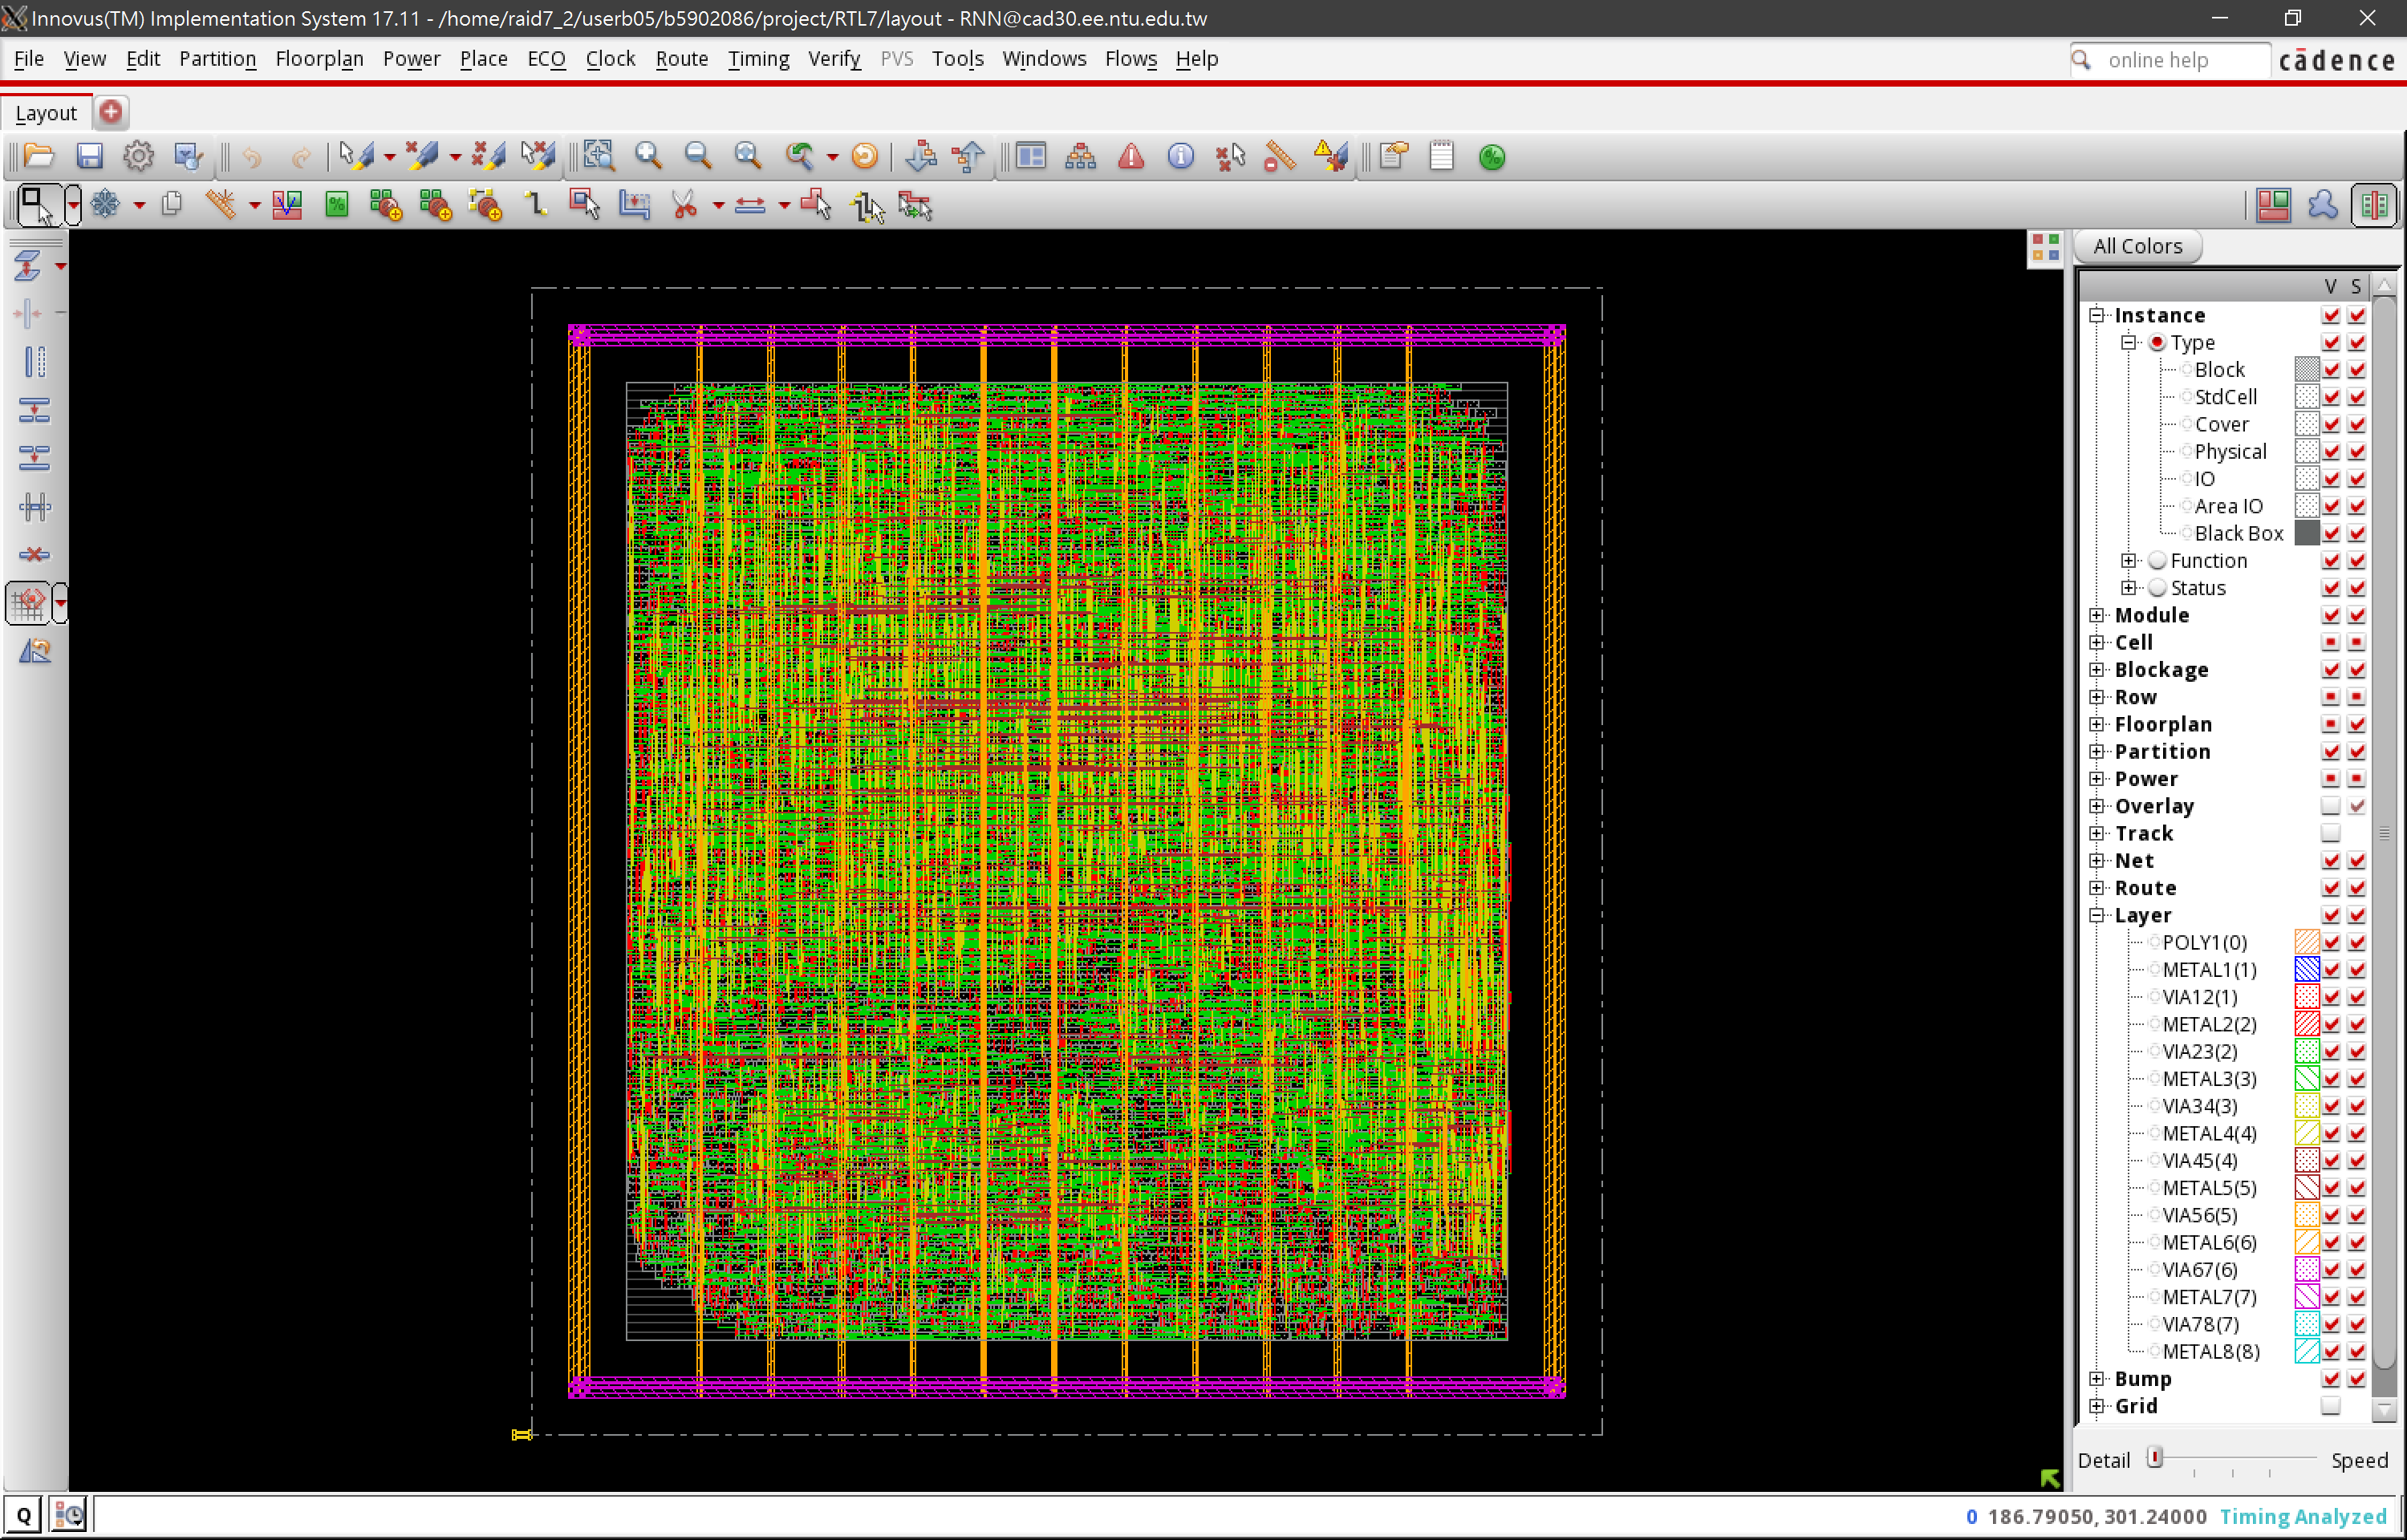 Innovus(TM) Implementation System 17.11 - /home/raid7_2/userb05/b5902086/project/RTL7/layout - RNN@cad30.ee.ntu.edu.tw
File View Edit Partition Floorplan Power Place ECO Clock Route Timing Verify PVS Tools Windows Flows Help online help cādence
Layout
All Colors
V S
Instance
Type
Block
StdCell
Cover
Physical
IO
Area IO
Black Box
Function
Status
Module
Cell
Blockage
Row
Floorplan
Partition
Power
Overlay
Track
Net
Route
Layer
POLY1(0)
METAL1(1)
VIA12(1)
METAL2(2)
VIA23(2)
METAL3(3)
VIA34(3)
METAL4(4)
VIA45(4)
METAL5(5)
VIA56(5)
METAL6(6)
VIA67(6)
METAL7(7)
VIA78(7)
METAL8(8)
Bump
Grid
Detail Speed
Q 0 186.79050, 301.24000 Timing Analyzed